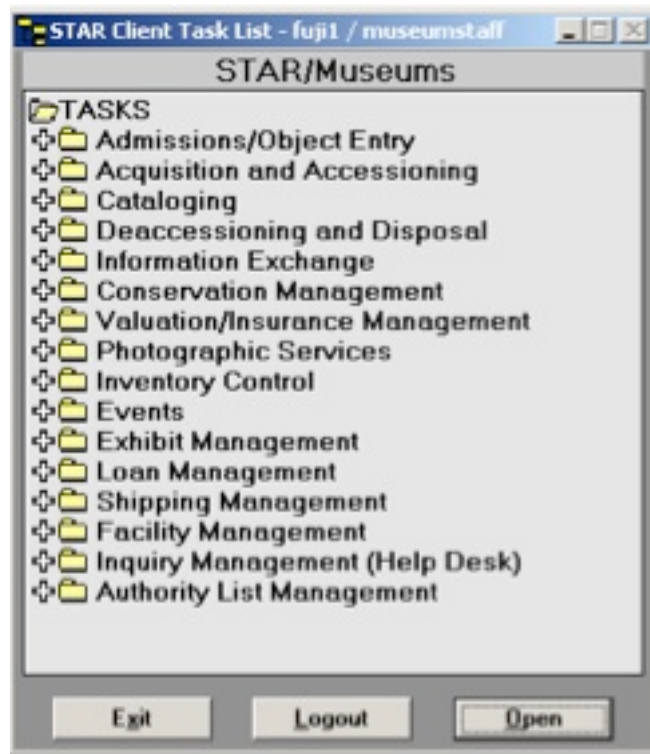 STAR Client Task List - fuji1 / museumstaff
STAR/Museums
TASKS
Admissions/Object Entry
Acquisition and Accessioning
Cataloging
Deaccessioning and Disposal
Information Exchange
Conservation Management
Valuation/Insurance Management
Photographic Services
Inventory Control
Events
Exhibit Management
Loan Management
Shipping Management
Facility Management
Inquiry Management (Help Desk)
Authority List Management
Exit Logout Open